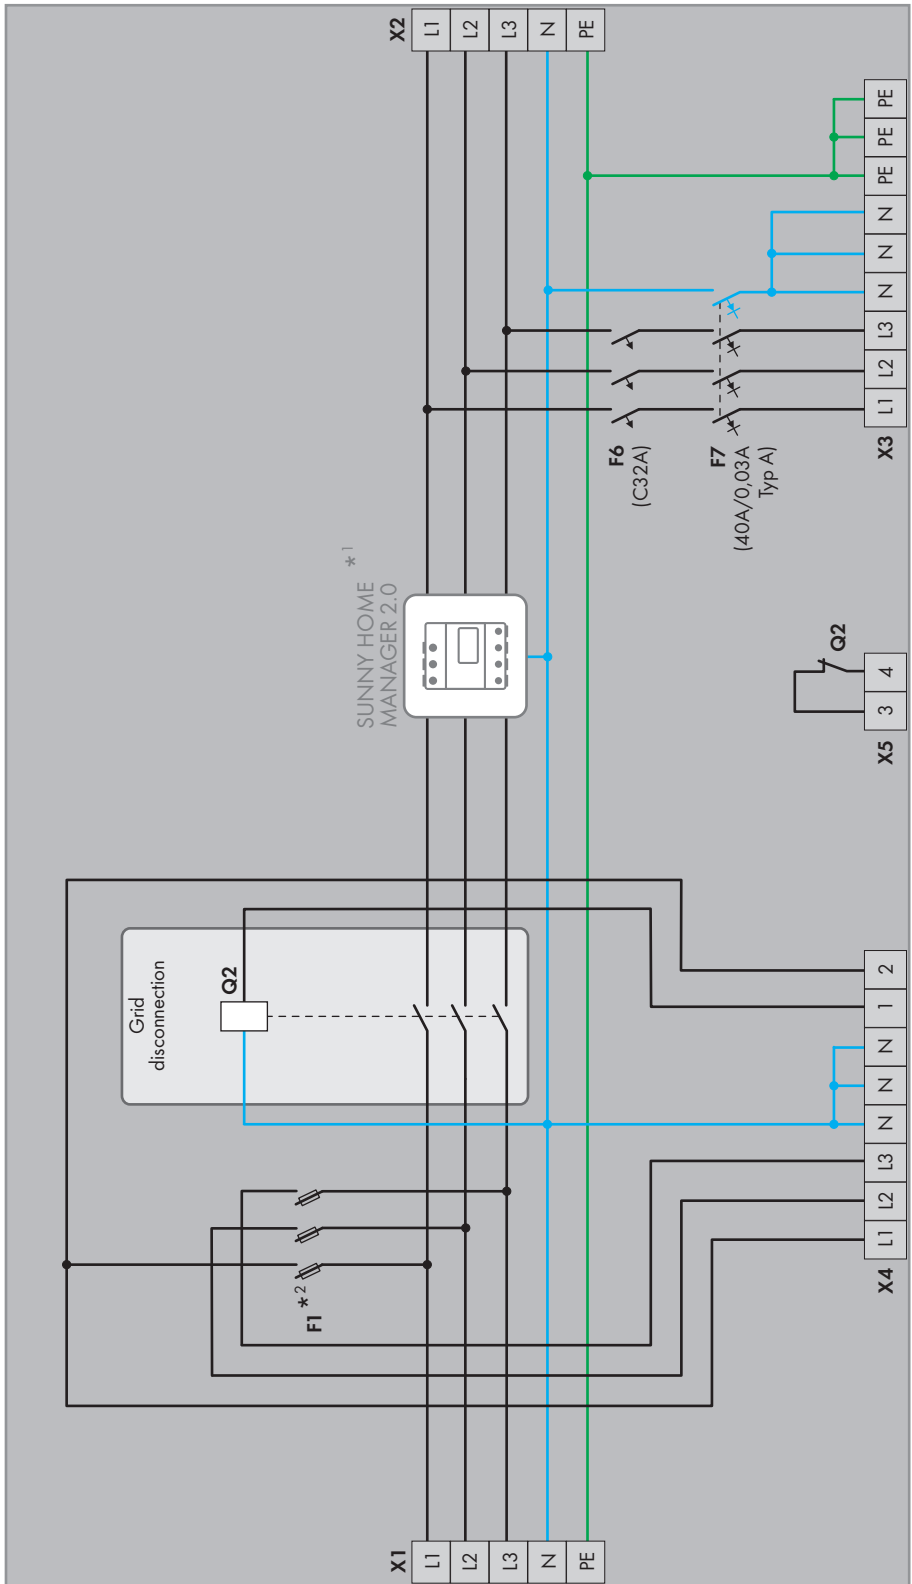 X2
L1
L2
L3
N
PE
PE
PE
PE
N
N
N
L3
L2
L1
X3
F6
(C32A)
F7
(40A/0,03A
Typ A)
SUNNY HOME *1
MANAGER 2.0
Q2
4
3
X5
Grid
disconnection
Q2
2
1
N
N
N
L3
L2
L1
X4
F1 *2
X1
L1
L2
L3
N
PE